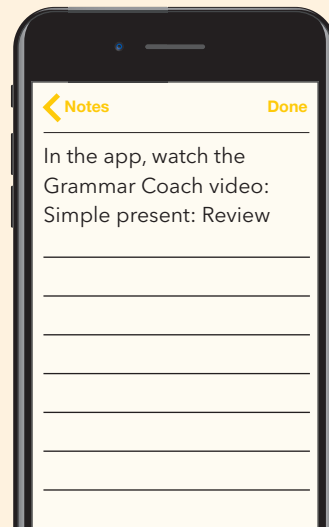 Notes Done
In the app, watch the
Grammar Coach video:
Simple present: Review